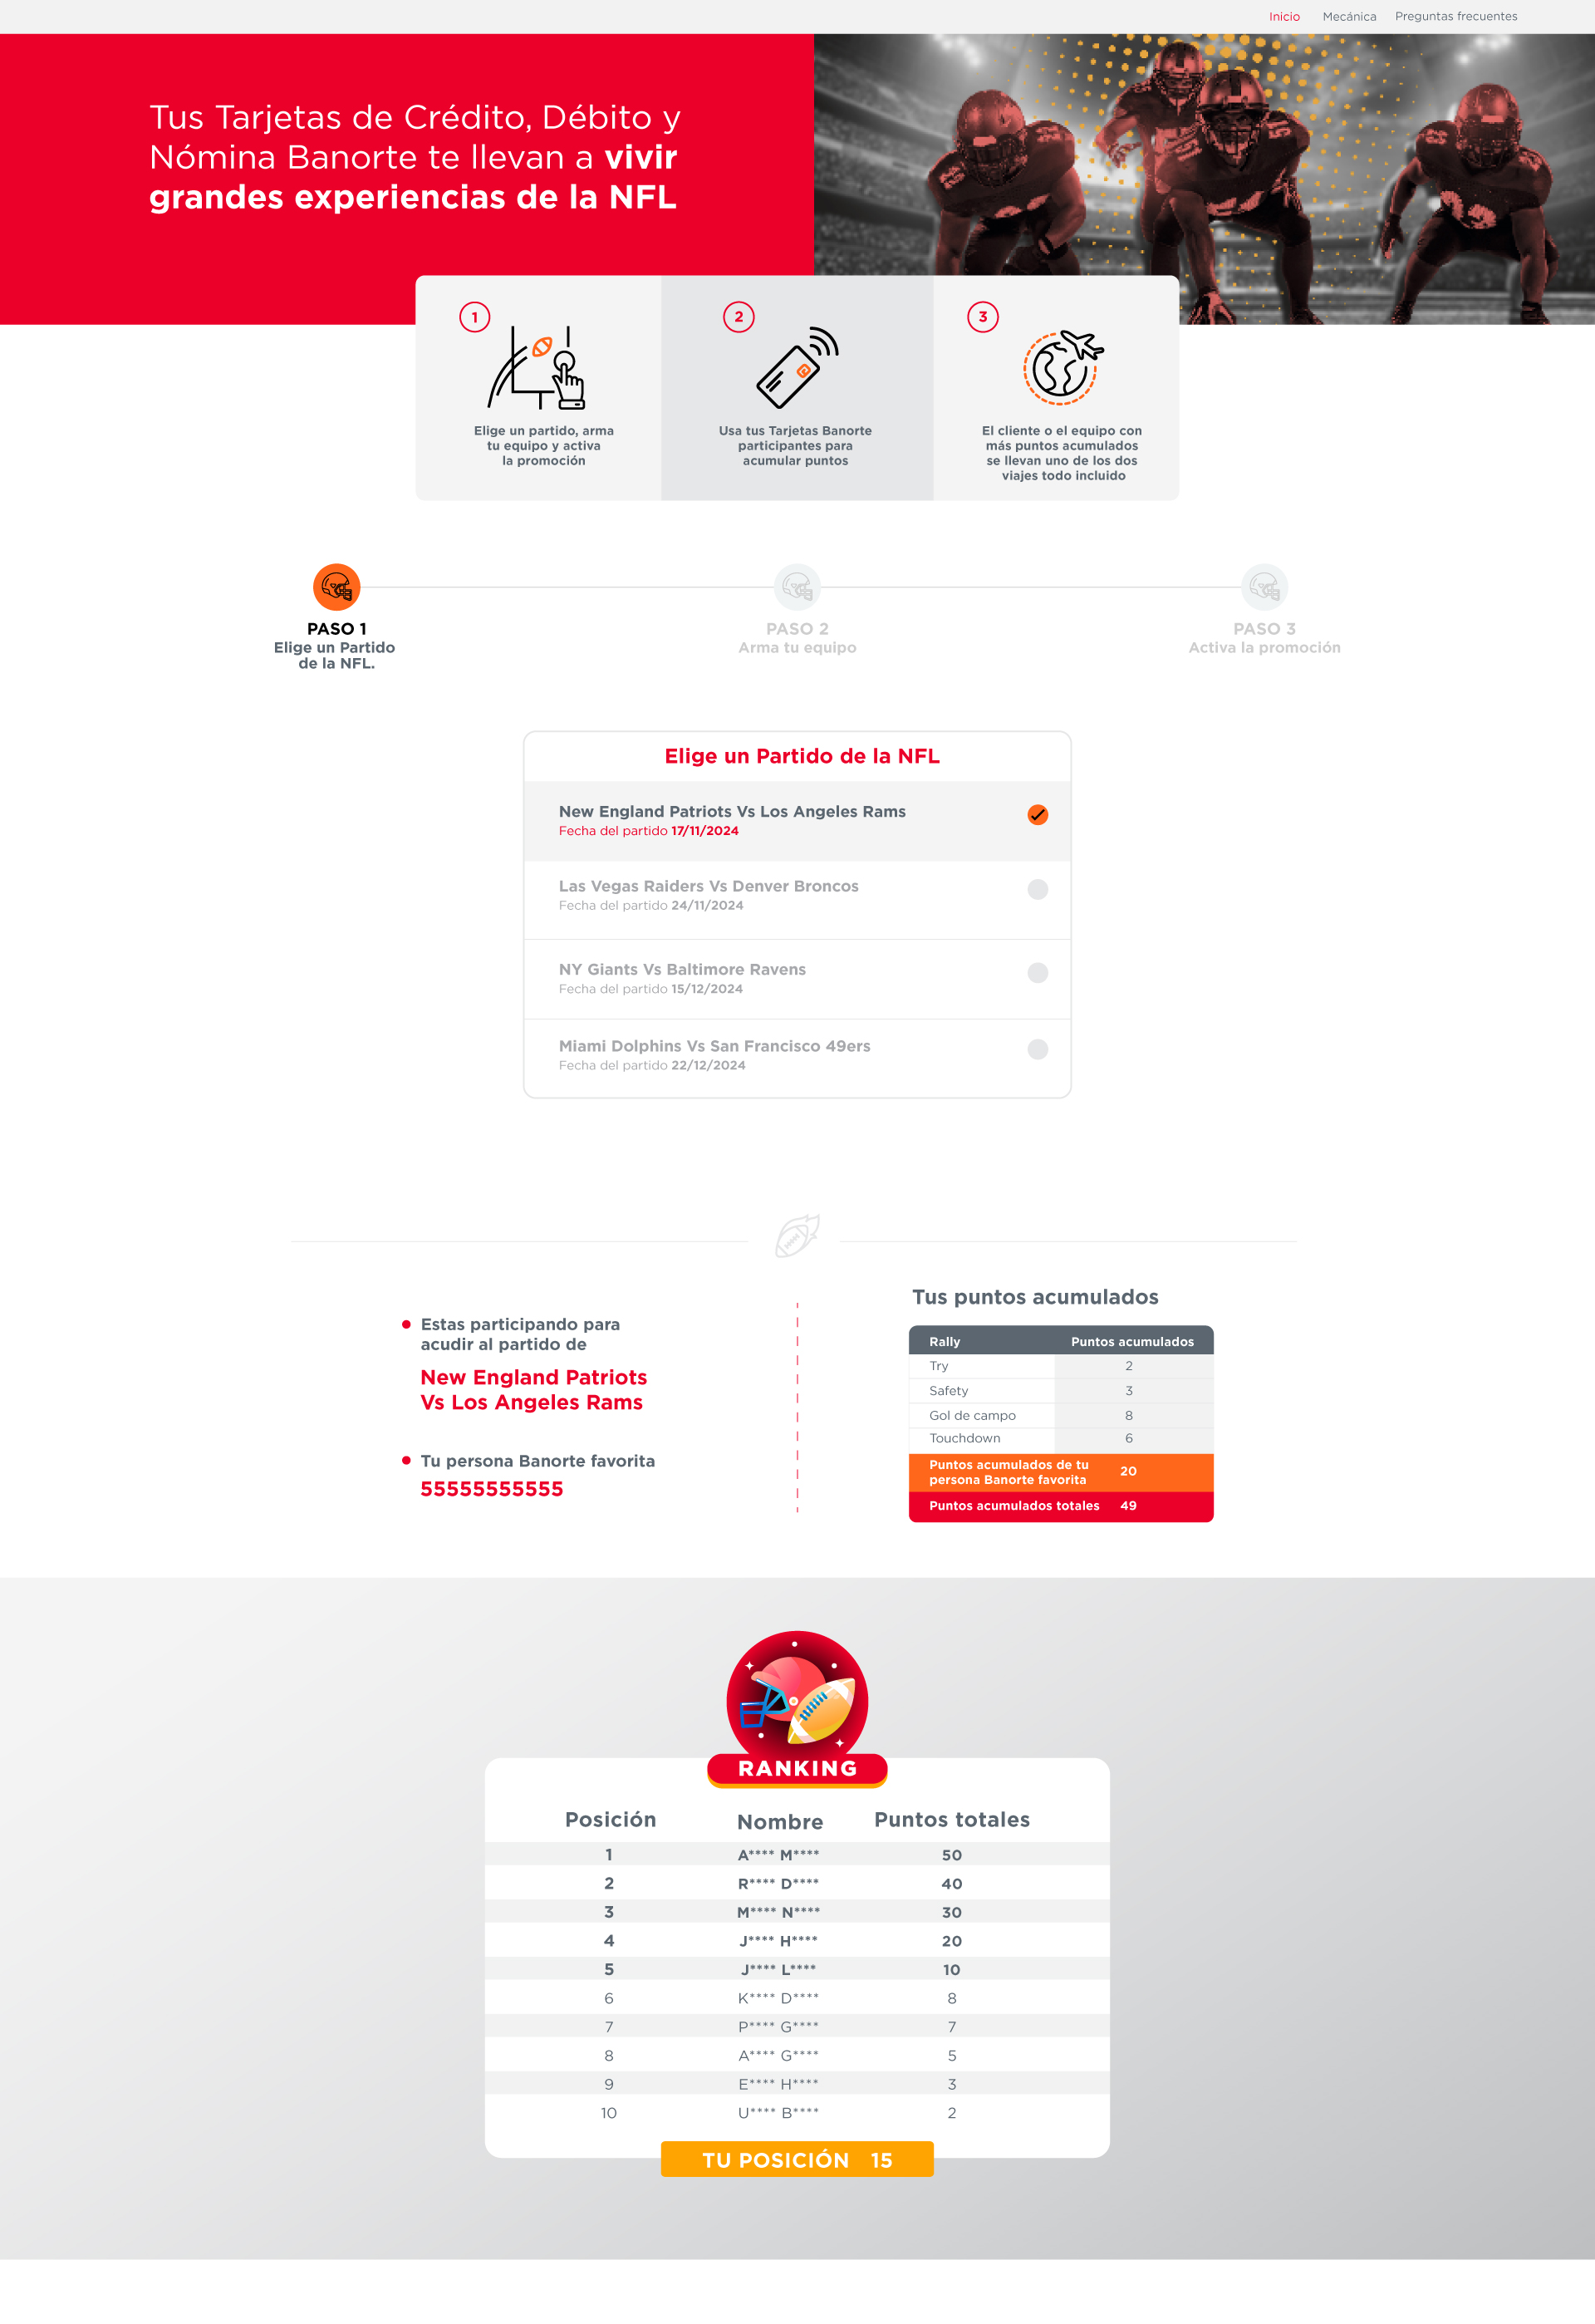 Inicio Mecánica Preguntas frecuentes
Tus Tarjetas de Crédito, Débito y
Nómina Banorte te llevan a vivir
grandes experiencias de la NFL
1
Elige un partido, arma
tu equipo y activa
la promoción
2
Usa tus Tarjetas Banorte
participantes para
acumular puntos
3
El cliente o el equipo con
más puntos acumulados
se llevan uno de los dos
viajes todo incluido
PASO 1
Elige un Partido
de la NFL.
PASO 2
Arma tu equipo
PASO 3
Activa la promoción
Elige un Partido de la NFL
New England Patriots Vs Los Angeles Rams
Fecha del partido 17/11/2024
Las Vegas Raiders Vs Denver Broncos
Fecha del partido 24/11/2024
NY Giants Vs Baltimore Ravens
Fecha del partido 15/12/2024
Miami Dolphins Vs San Francisco 49ers
Fecha del partido 22/12/2024
Estas participando para
acudir al partido de
New England Patriots
Vs Los Angeles Rams
Tu persona Banorte favorita
55555555555
Tus puntos acumulados
Rally Puntos acumulados
Try 2
Safety 3
Gol de campo 8
Touchdown 6
Puntos acumulados de tu
persona Banorte favorita 20
Puntos acumulados totales 49
RANKING
Posición Nombre Puntos totales
1 A**** M**** 50
2 R**** D**** 40
3 M**** N**** 30
4 J**** H**** 20
5 J**** L**** 10
6 K**** D**** 8
7 P**** G**** 7
8 A**** G**** 5
9 E**** H**** 3
10 U**** B**** 2
TU POSICIÓN 15